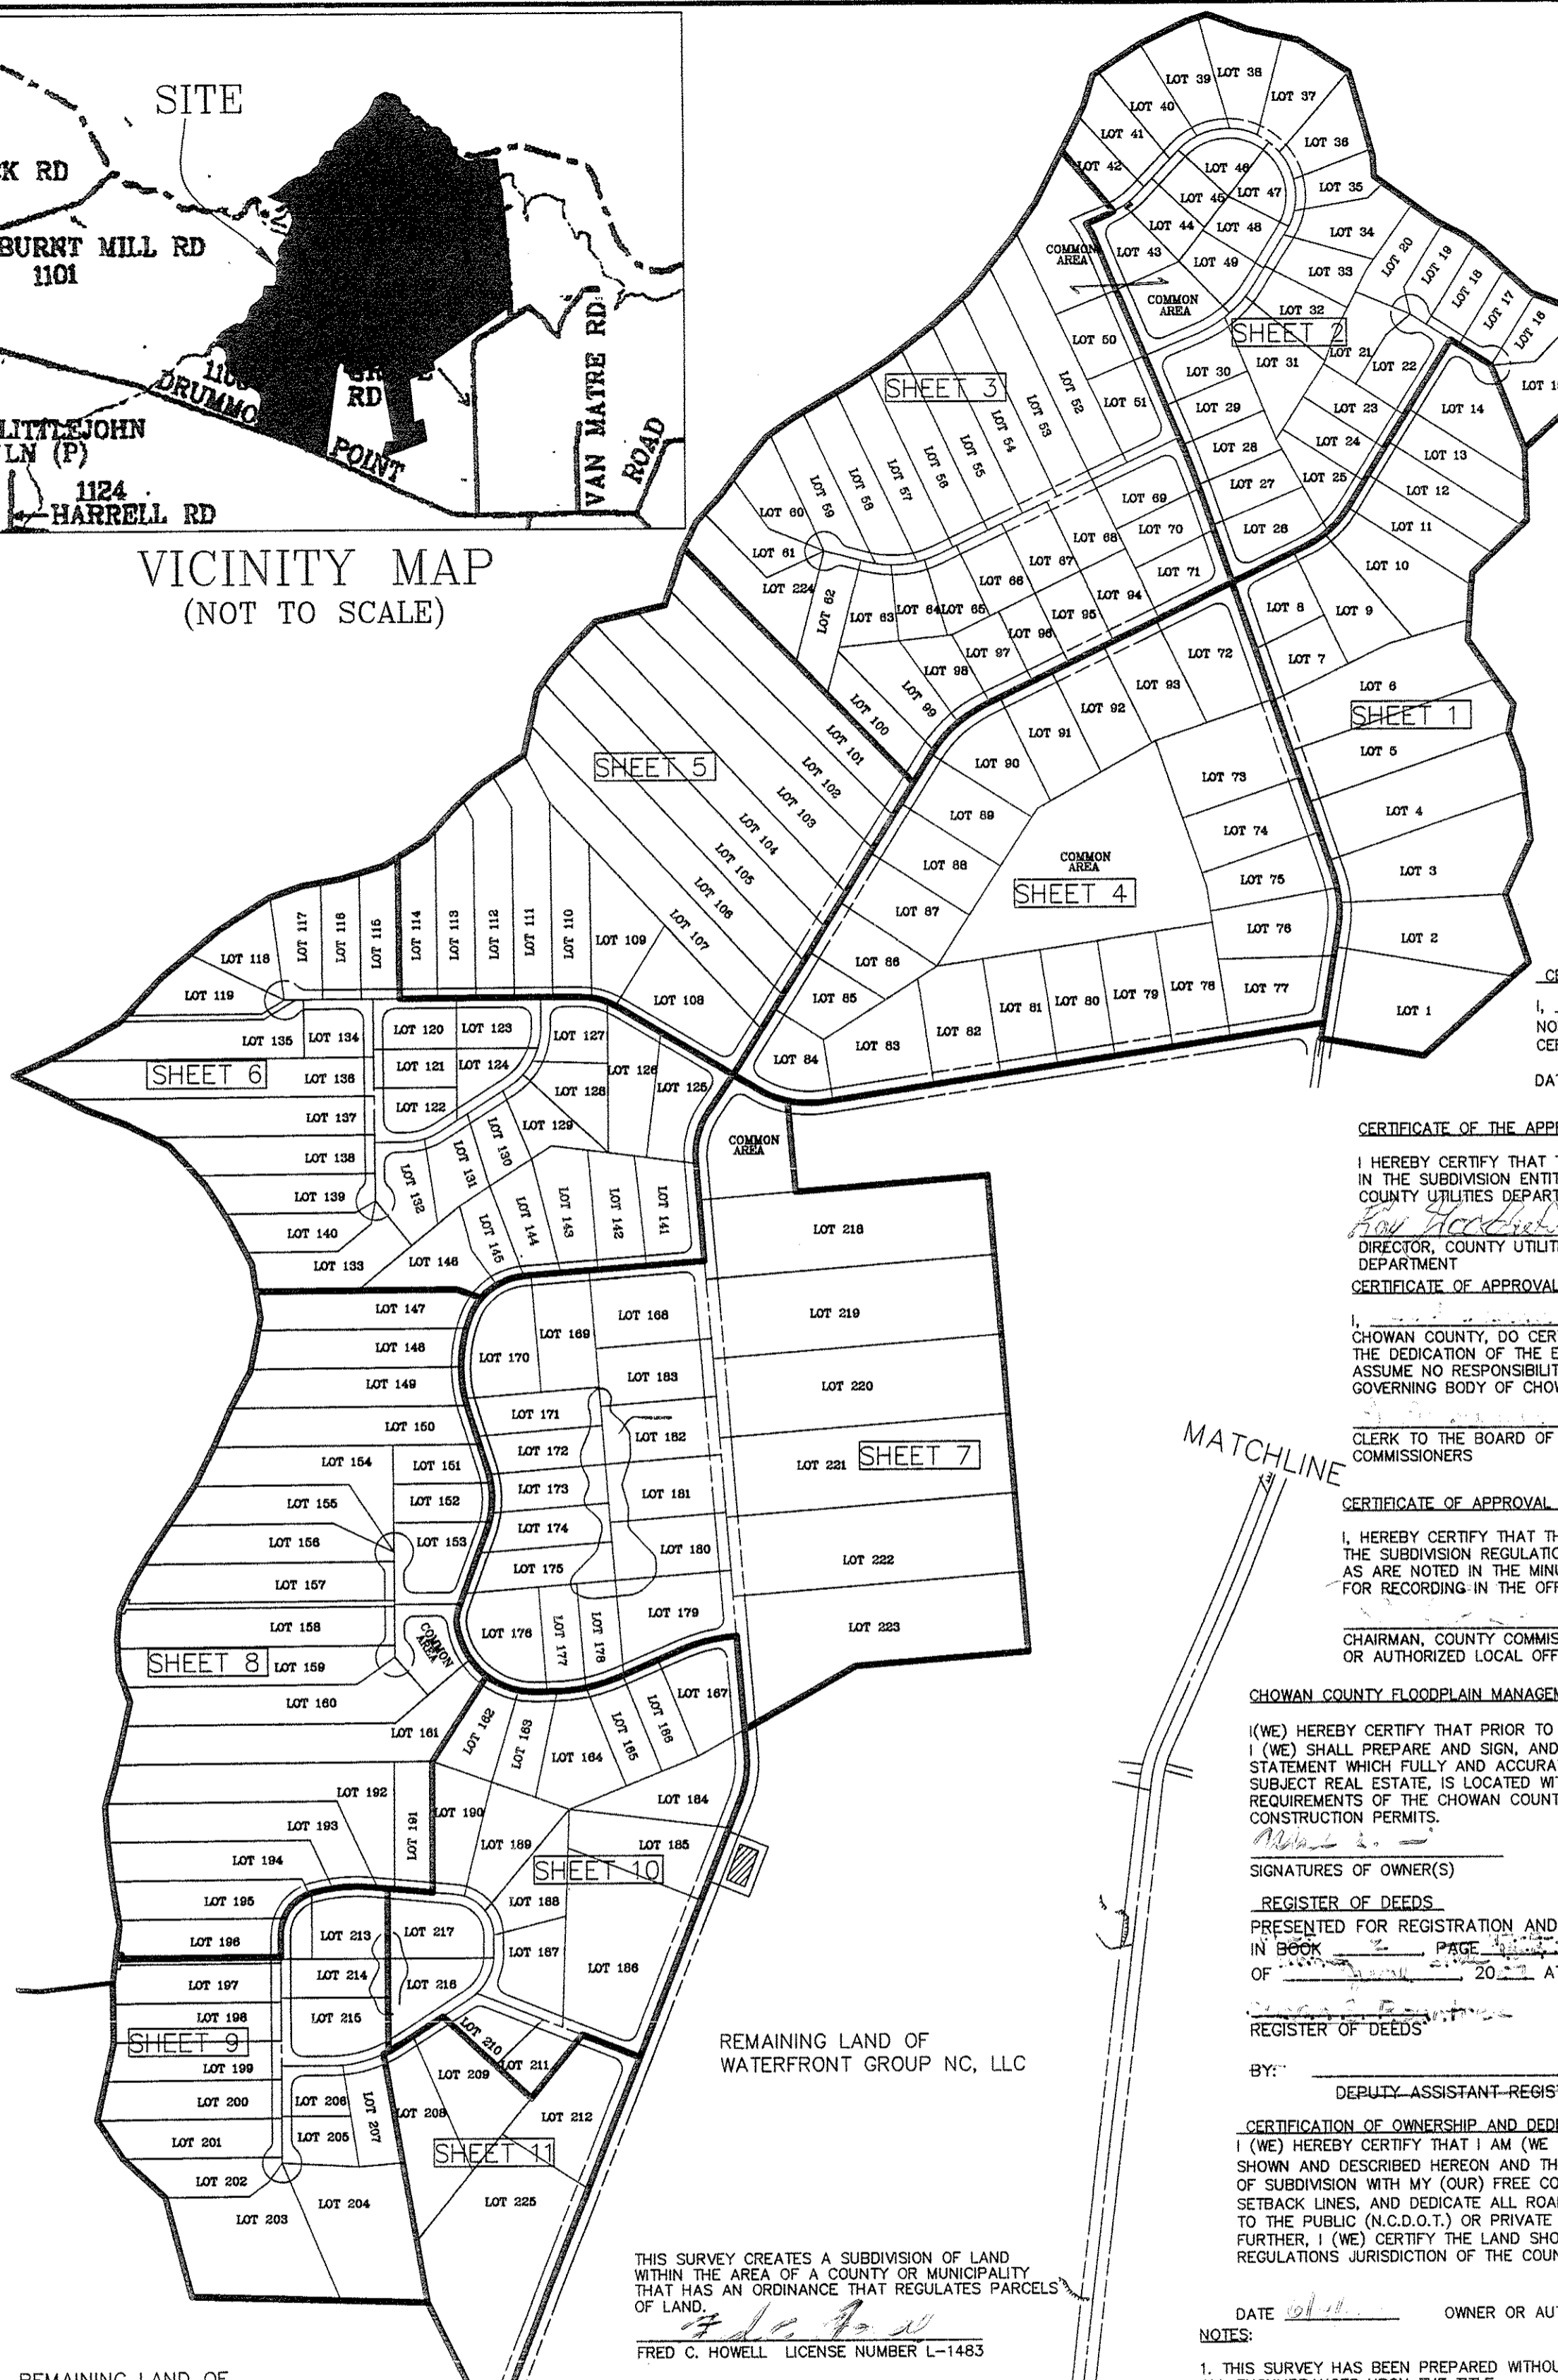 SITE
CK RD
BURNT MILL RD
1101
DRUMMO
POINT
RD
VAN MATRE RD
ROAD
LITTLEJOHN
LN (P)
1124
HARRELL RD
VICINITY MAP
(NOT TO SCALE)
LOT 39
LOT 38
LOT 37
LOT 40
LOT 41
LOT 42
LOT 36
LOT 35
LOT 46
LOT 47
LOT 45
LOT 44
LOT 48
LOT 43
LOT 49
LOT 34
LOT 33
LOT 32
LOT 20
LOT 19
LOT 18
LOT 17
LOT 16
LOT 15
COMMON
AREA
COMMON
AREA
SHEET 2
LOT 50
LOT 51
LOT 52
LOT 53
LOT 54
LOT 55
LOT 56
LOT 57
LOT 58
LOT 59
LOT 60
LOT 61
LOT 224
LOT 62
LOT 63
LOT 64
LOT 65
LOT 66
LOT 67
LOT 68
LOT 69
LOT 70
LOT 71
SHEET 3
LOT 30
LOT 31
LOT 21
LOT 22
LOT 29
LOT 23
LOT 28
LOT 24
LOT 27
LOT 25
LOT 26
LOT 14
LOT 13
LOT 12
LOT 11
LOT 10
LOT 9
LOT 8
LOT 7
LOT 6
SHEET 1
LOT 5
LOT 4
LOT 3
LOT 2
LOT 1
LOT 94
LOT 95
LOT 96
LOT 97
LOT 98
LOT 99
LOT 100
LOT 72
LOT 93
LOT 92
LOT 91
LOT 90
LOT 89
LOT 88
LOT 87
LOT 86
LOT 85
LOT 84
LOT 83
LOT 82
LOT 81
LOT 80
LOT 79
LOT 78
LOT 77
LOT 76
LOT 75
LOT 74
LOT 73
COMMON
AREA
SHEET 4
SHEET 5
LOT 101
LOT 102
LOT 103
LOT 104
LOT 105
LOT 106
LOT 107
LOT 108
LOT 109
LOT 110
LOT 111
LOT 112
LOT 113
LOT 114
LOT 115
LOT 116
LOT 117
LOT 118
LOT 119
LOT 135
LOT 134
LOT 120
LOT 123
LOT 127
SHEET 6
LOT 136
LOT 121
LOT 124
LOT 126
LOT 125
LOT 128
LOT 137
LOT 122
LOT 129
LOT 138
LOT 130
LOT 131
LOT 132
LOT 139
LOT 140
LOT 133
LOT 146
LOT 145
LOT 144
LOT 143
LOT 142
LOT 141
COMMON
AREA
LOT 218
LOT 219
LOT 220
LOT 221
SHEET 7
LOT 222
LOT 223
LOT 147
LOT 148
LOT 149
LOT 150
LOT 154
LOT 151
LOT 155
LOT 152
LOT 156
LOT 153
LOT 157
LOT 158
COMMON
AREA
SHEET 8
LOT 159
LOT 160
LOT 161
LOT 168
LOT 169
LOT 170
LOT 183
LOT 171
LOT 172
LOT 182
LOT 173
LOT 181
LOT 174
LOT 180
LOT 175
LOT 176
LOT 177
LOT 178
LOT 179
LOT 162
LOT 163
LOT 164
LOT 165
LOT 166
LOT 167
LOT 184
LOT 185
LOT 192
LOT 191
LOT 190
LOT 193
LOT 189
LOT 194
SHEET 10
LOT 188
LOT 195
LOT 196
LOT 213
LOT 217
LOT 187
LOT 186
LOT 197
LOT 214
LOT 216
LOT 198
LOT 215
SHEET 9
LOT 199
LOT 200
LOT 206
LOT 207
LOT 201
LOT 205
LOT 202
LOT 204
LOT 203
LOT 210
LOT 211
LOT 209
LOT 208
LOT 212
SHEET 11
LOT 225
REMAINING LAND OF
WATERFRONT GROUP NC, LLC
MATCHLINE
THIS SURVEY CREATES A SUBDIVISION OF LAND
WITHIN THE AREA OF A COUNTY OR MUNICIPALITY
THAT HAS AN ORDINANCE THAT REGULATES PARCELS
OF LAND.
FRED C. HOWELL LICENSE NUMBER L-1483
REMAINING LAND OF
I,
NO
CER
DAT
CERTIFICATE OF THE APPR
I HEREBY CERTIFY THAT T
IN THE SUBDIVISION ENTIT
COUNTY UTILITIES DEPART
DIRECTOR, COUNTY UTILITI
DEPARTMENT
CERTIFICATE OF APPROVAL
I,
CHOWAN COUNTY, DO CERT
THE DEDICATION OF THE E
ASSUME NO RESPONSIBILIT
GOVERNING BODY OF CHOW
CLERK TO THE BOARD OF
COMMISSIONERS
CERTIFICATE OF APPROVAL
I, HEREBY CERTIFY THAT TH
THE SUBDIVISION REGULATIO
AS ARE NOTED IN THE MINU
FOR RECORDING IN THE OFF
CHAIRMAN, COUNTY COMMIS
OR AUTHORIZED LOCAL OFF
CHOWAN COUNTY FLOODPLAIN MANAGEM
I(WE) HEREBY CERTIFY THAT PRIOR TO
I (WE) SHALL PREPARE AND SIGN, AND
STATEMENT WHICH FULLY AND ACCURAT
SUBJECT REAL ESTATE, IS LOCATED WIT
REQUIREMENTS OF THE CHOWAN COUNT
CONSTRUCTION PERMITS.
SIGNATURES OF OWNER(S)
REGISTER OF DEEDS
PRESENTED FOR REGISTRATION AND
IN BOOK 2, PAGE
OF 20 AT
REGISTER OF DEEDS
BY:
DEPUTY ASSISTANT REGIS
CERTIFICATION OF OWNERSHIP AND DEDI
I (WE) HEREBY CERTIFY THAT I AM (WE
SHOWN AND DESCRIBED HEREON AND TH
OF SUBDIVISION WITH MY (OUR) FREE CO
SETBACK LINES, AND DEDICATE ALL ROA
TO THE PUBLIC (N.C.D.O.T.) OR PRIVATE
FURTHER, I (WE) CERTIFY THE LAND SHO
REGULATIONS JURISDICTION OF THE COUN
DATE OWNER OR AUT
NOTES:
1. THIS SURVEY HAS BEEN PREPARED WITHOU